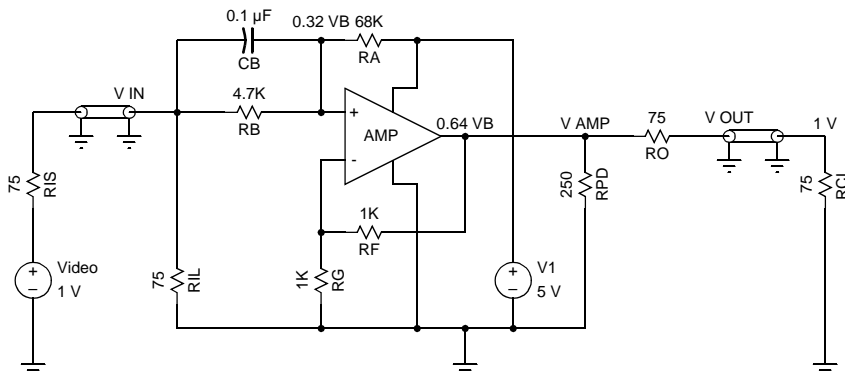 0.1 µF
0.32 VB 68K
CB
RA
V IN
4.7K
RB
+
AMP
-
0.64 VB
V AMP
75
RO
V OUT
1 V
75
RIS
250
RPD
75
RCL
1K
RF
Video
1 V
+
–
75
RIL
1K
RG
+
–
V1
5 V